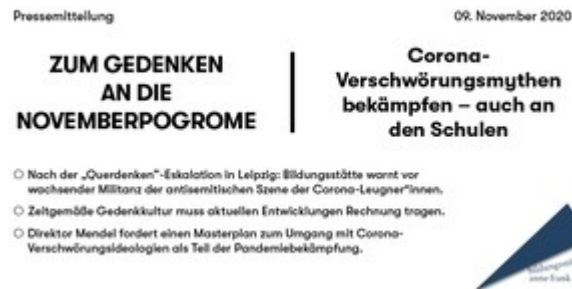 Pressemitteilung
09. November 2020
ZUM GEDENKEN
AN DIE
NOVEMBERPOGROME
Corona-
Verschwörungsmythen
bekämpfen – auch an
den Schulen
Nach der „Querdenken“-Eskalation in Leipzig: Bildungsstätte warnt vor
wachsender Militanz der antisemitischen Szene der Corona-Leugner*innen.
Zeitgemäße Gedenkkultur muss aktuellen Entwicklungen Rechnung tragen.
Direktor Mendel fordert einen Masterplan zum Umgang mit Corona-
Verschwörungsideologien als Teil der Pandemiebekämpfung.
anne frank